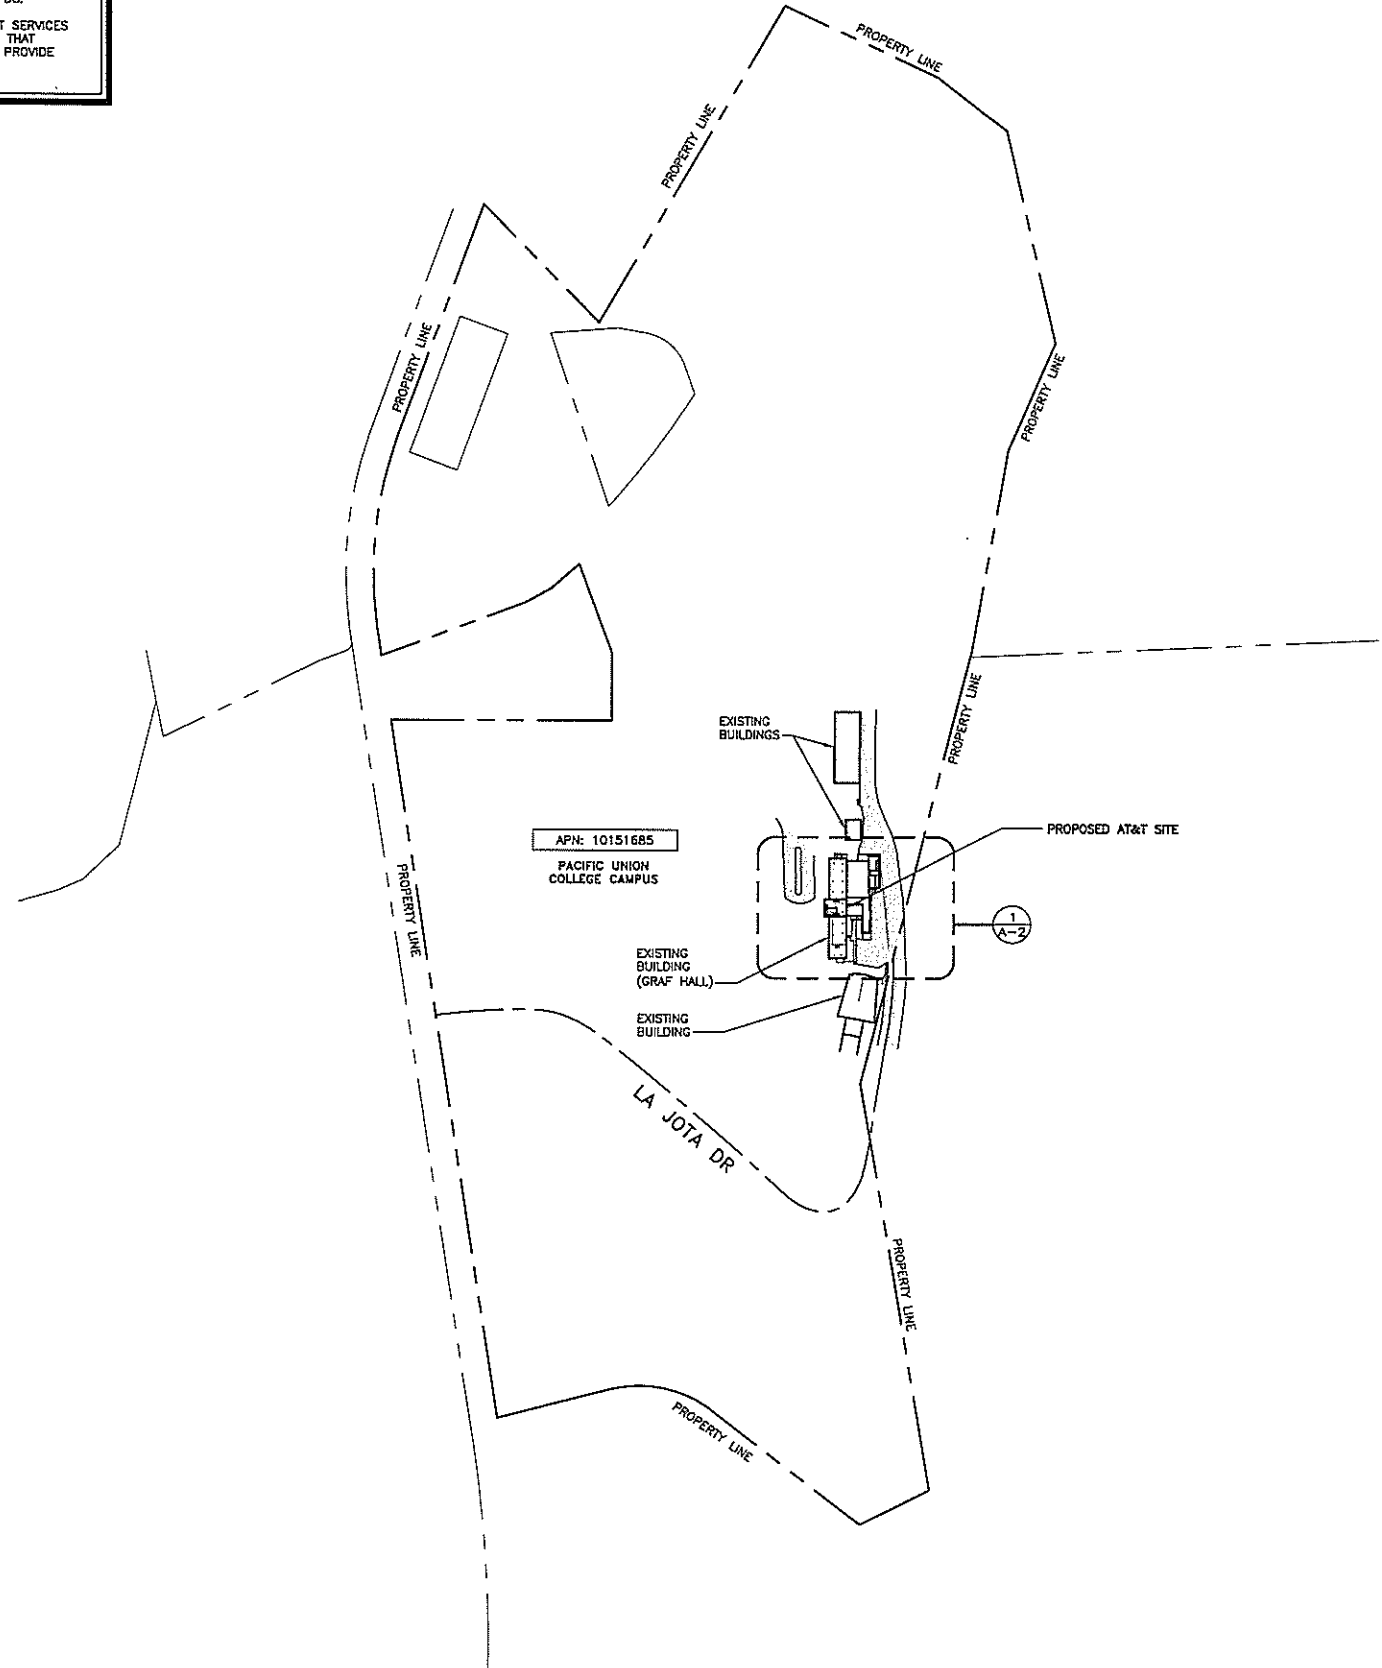 T SERVICES
THAT
PROVIDE
PROPERTY LINE
PROPERTY LINE
PROPERTY LINE
PROPERTY LINE
PROPERTY LINE
EXISTING
BUILDINGS
PROPOSED AT&T SITE
APN: 10151685
PACIFIC UNION
COLLEGE CAMPUS
PROPERTY LINE
1
A-2
EXISTING
BUILDING
(GRAF HALL)
EXISTING
BUILDING
LA JOTA DR
PROPERTY LINE
PROPERTY LINE